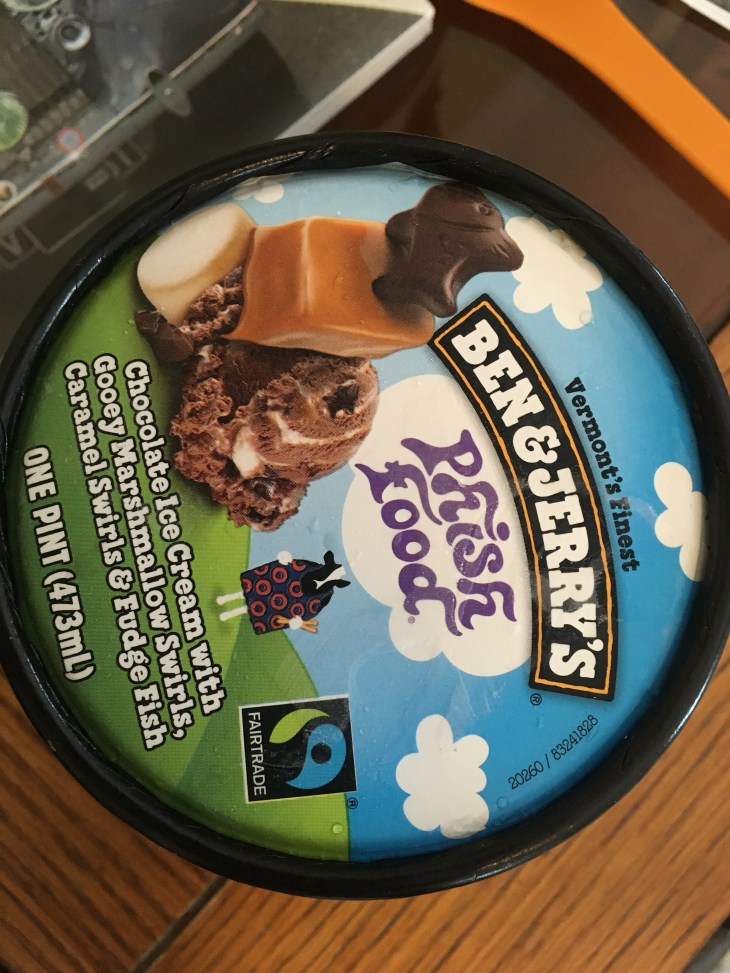 Vermont's Finest
BEN & JERRY'S®
Phish
Food®
Chocolate Ice Cream with
Gooey Marshmallow Swirls,
Caramel Swirls & Fudge Fish
ONE PINT (473mL)
FAIRTRADE
®
20260 / 83241828